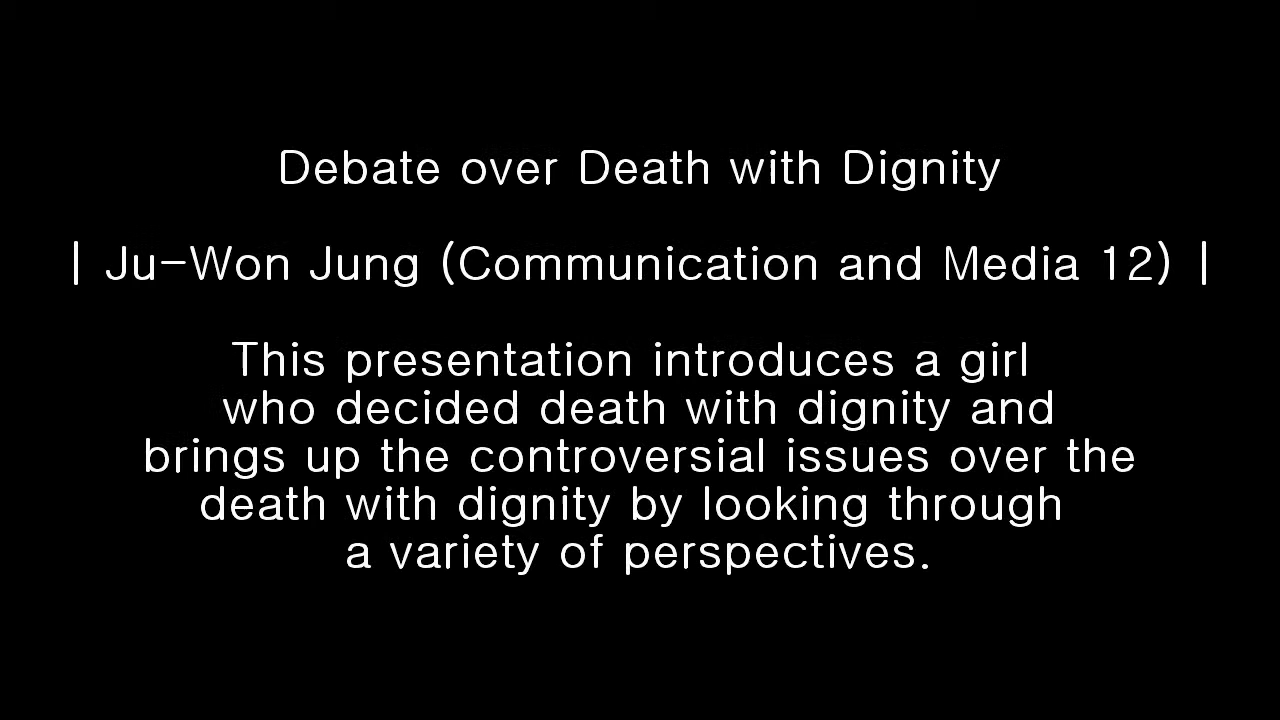 Debate over Death with Dignity
| Ju-Won Jung (Communication and Media 12) |
This presentation introduces a girl
who decided death with dignity and
brings up the controversial issues over the
death with dignity by looking through
a variety of perspectives.